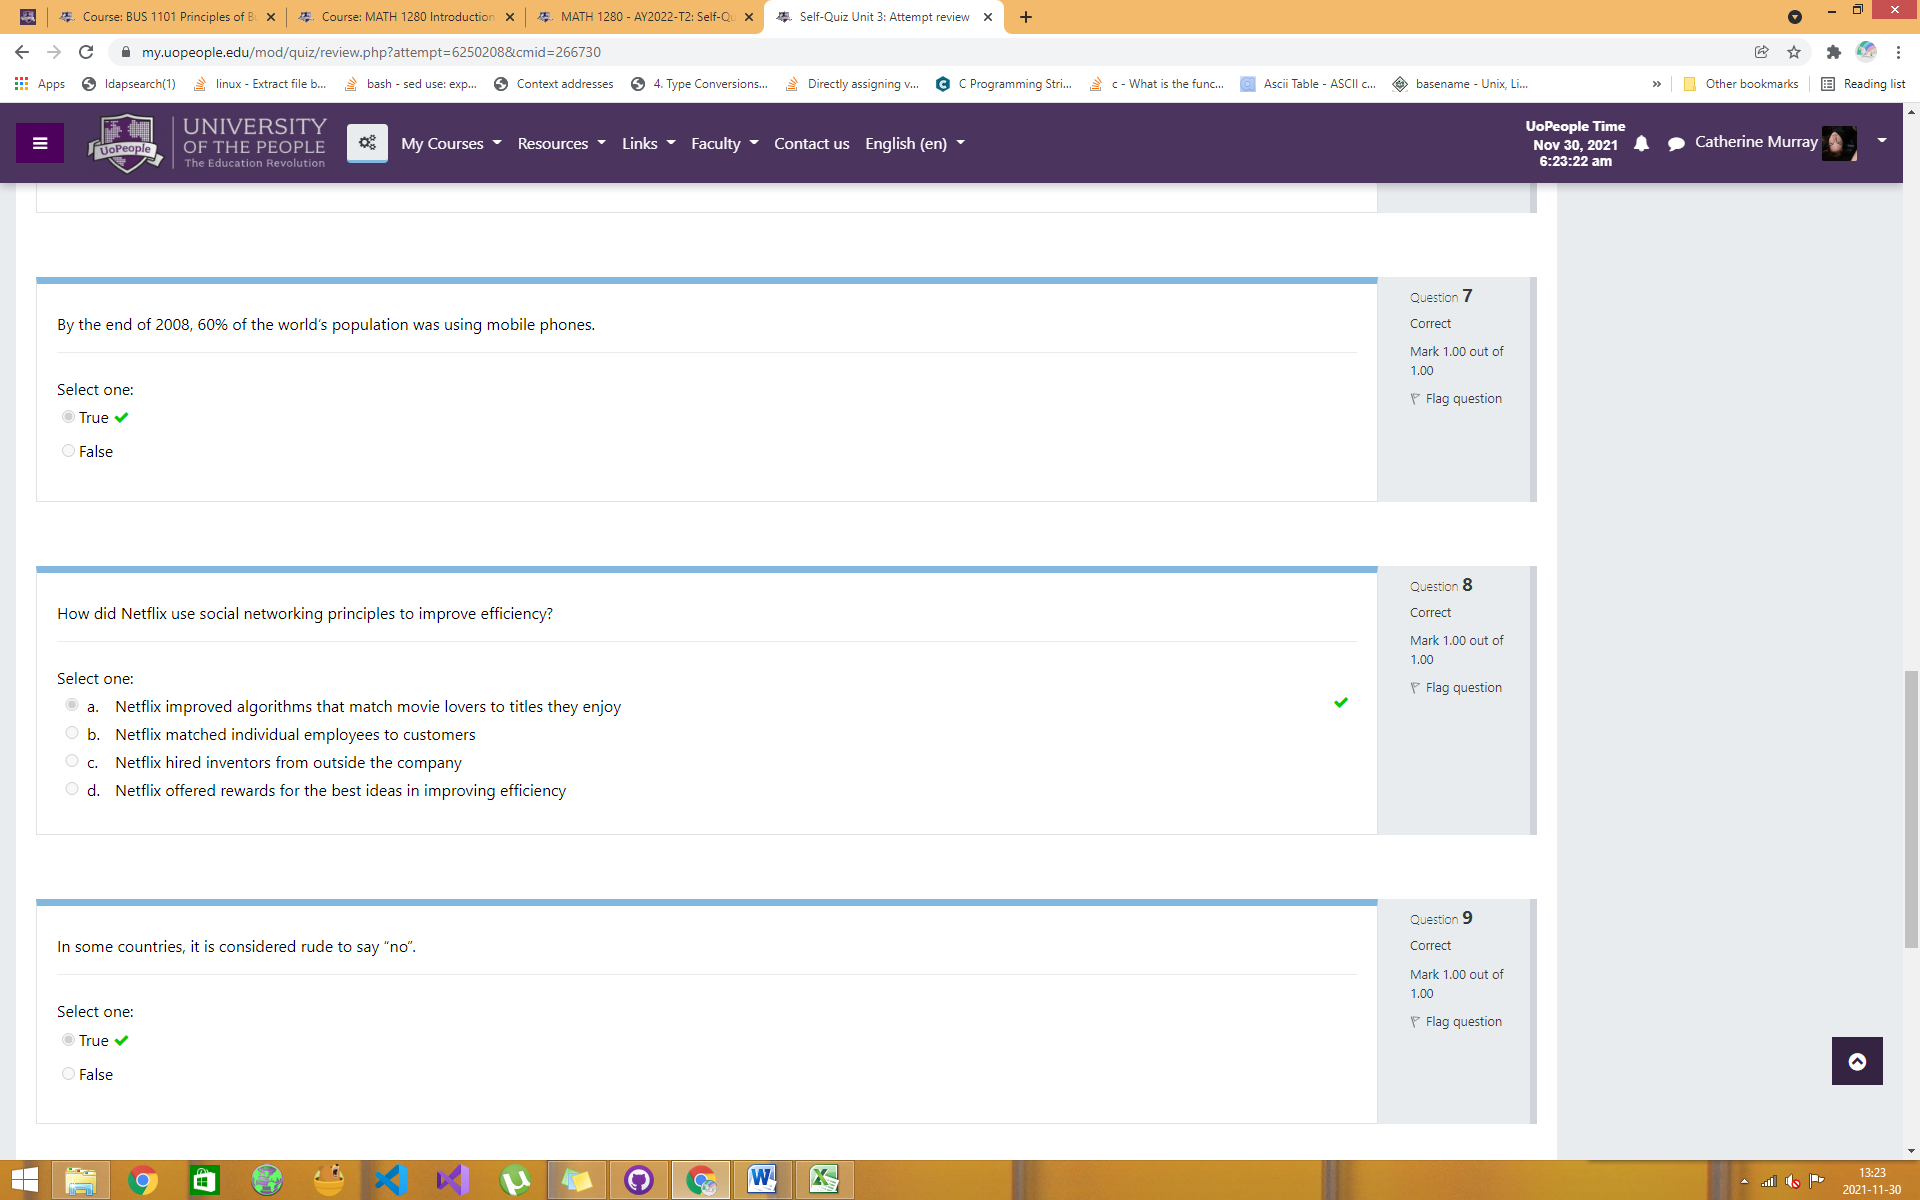 Course: BUS 1101 Principles of B
Course: MATH 1280 Introduction
MATH 1280 - AY2022-T2: Self-Q
Self-Quiz Unit 3: Attempt review
my.uopeople.edu/mod/quiz/review.php?attempt=6250208&cmid=266730
Apps
ldapsearch(1)
linux - Extract file b...
bash - sed use: exp...
Context addresses
4. Type Conversions...
Directly assigning v...
C Programming Stri...
c - What is the func...
Ascii Table - ASCII c...
basename - Unix, Li...
»
Other bookmarks
Reading list
UoPeople
UNIVERSITY
OF THE PEOPLE
The Education Revolution
My Courses
Resources
Links
Faculty
Contact us
English (en)
UoPeople Time
Nov 30, 2021
6:23:22 am
Catherine Murray
By the end of 2008, 60% of the world's population was using mobile phones.
Select one:
True
False
Question 7
Correct
Mark 1.00 out of
1.00
Flag question
How did Netflix use social networking principles to improve efficiency?
Select one:
a. Netflix improved algorithms that match movie lovers to titles they enjoy
b. Netflix matched individual employees to customers
c. Netflix hired inventors from outside the company
d. Netflix offered rewards for the best ideas in improving efficiency
Question 8
Correct
Mark 1.00 out of
1.00
Flag question
In some countries, it is considered rude to say “no”.
Select one:
True
False
Question 9
Correct
Mark 1.00 out of
1.00
Flag question
13:23
2021-11-30